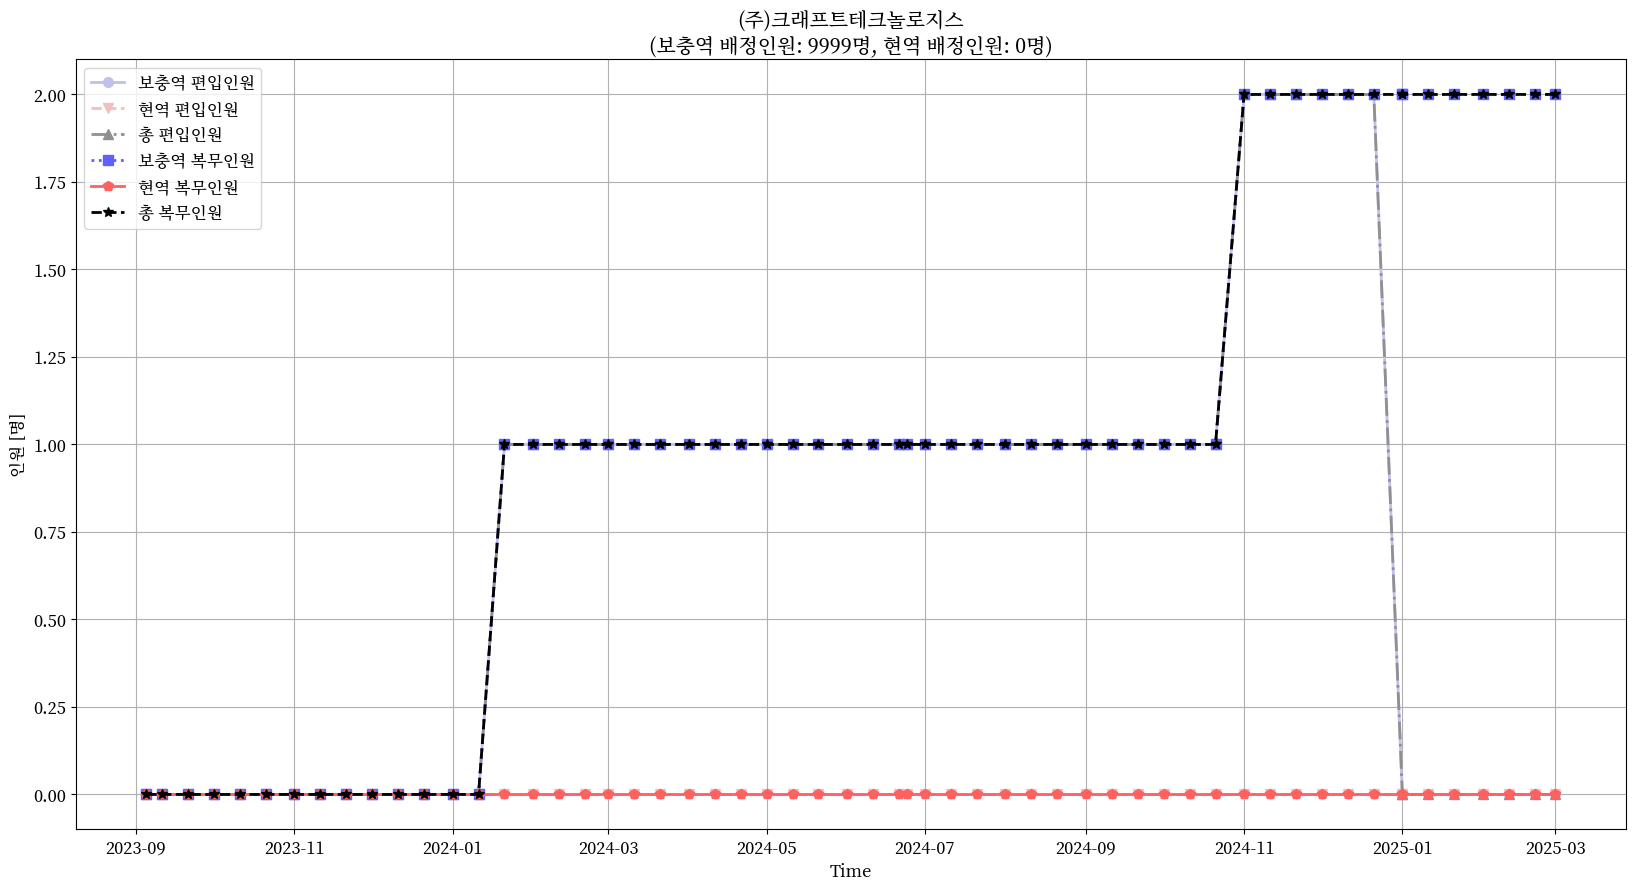 (주)크래프트테크놀로지스
(보충역 배정인원: 9999명, 현역 배정인원: 0명)
보충역 편입인원
현역 편입인원
총 편입인원
보충역 복무인원
현역 복무인원
총 복무인원
2.00
1.75
1.50
1.25
1.00
0.75
0.50
0.25
0.00
인원 [명]
2023-09
2023-11
2024-01
2024-03
2024-05
2024-07
2024-09
2024-11
2025-01
2025-03
Time